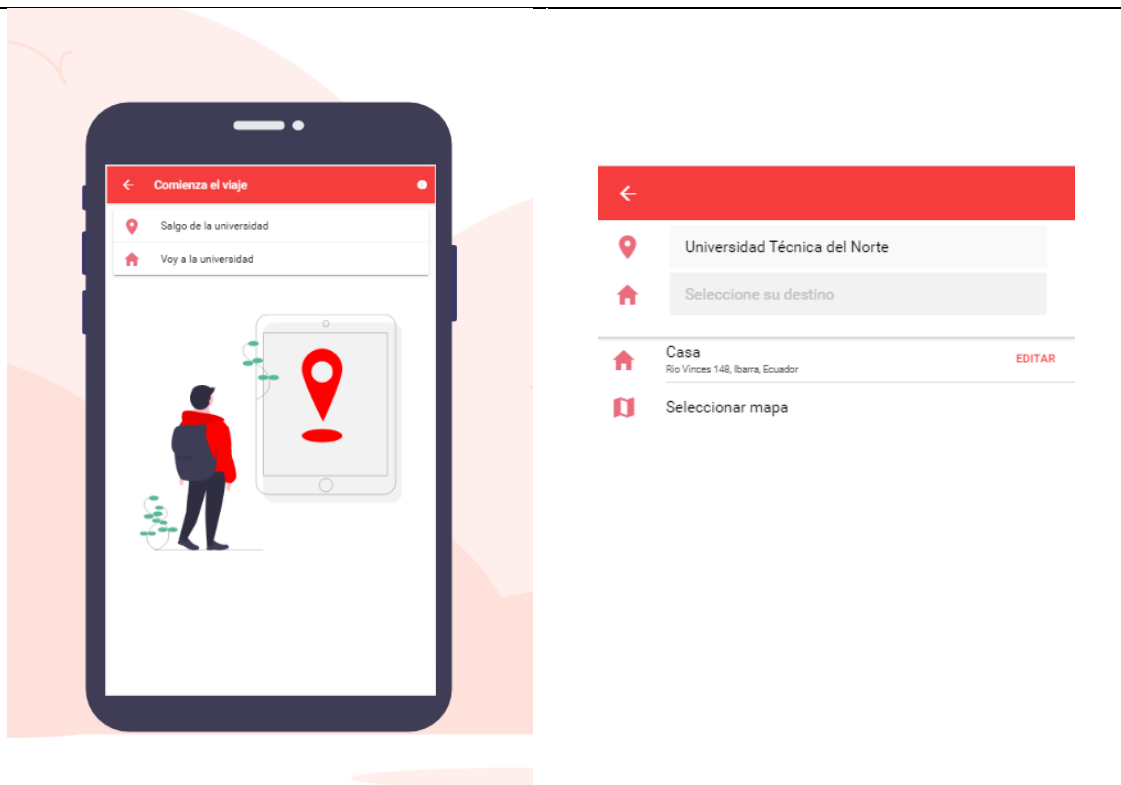 Comienza el viaje
Salgo de la universidad
Voy a la universidad
Universidad Técnica del Norte
Seleccione su destino
Casa
EDITAR
Rio Vinces 148, Ibarra, Ecuador
Seleccionar mapa